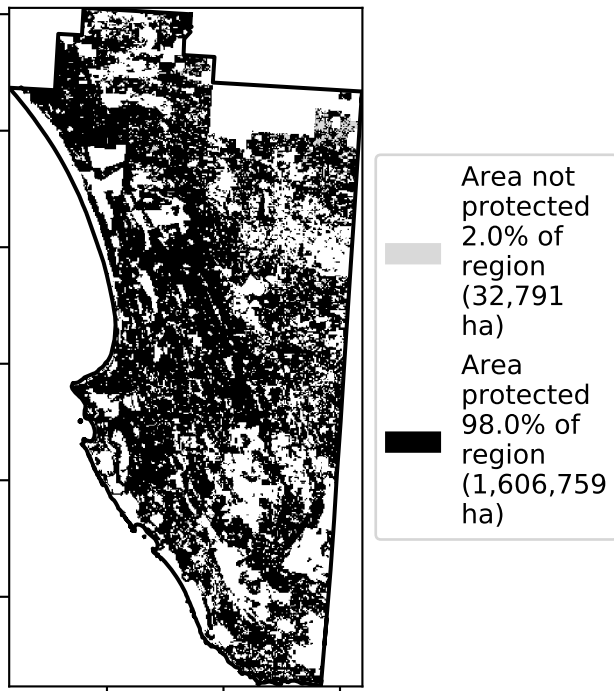 Area not
protected
2.0% of
region
(32,791
ha)
Area
protected
98.0% of
region
(1,606,759
ha)